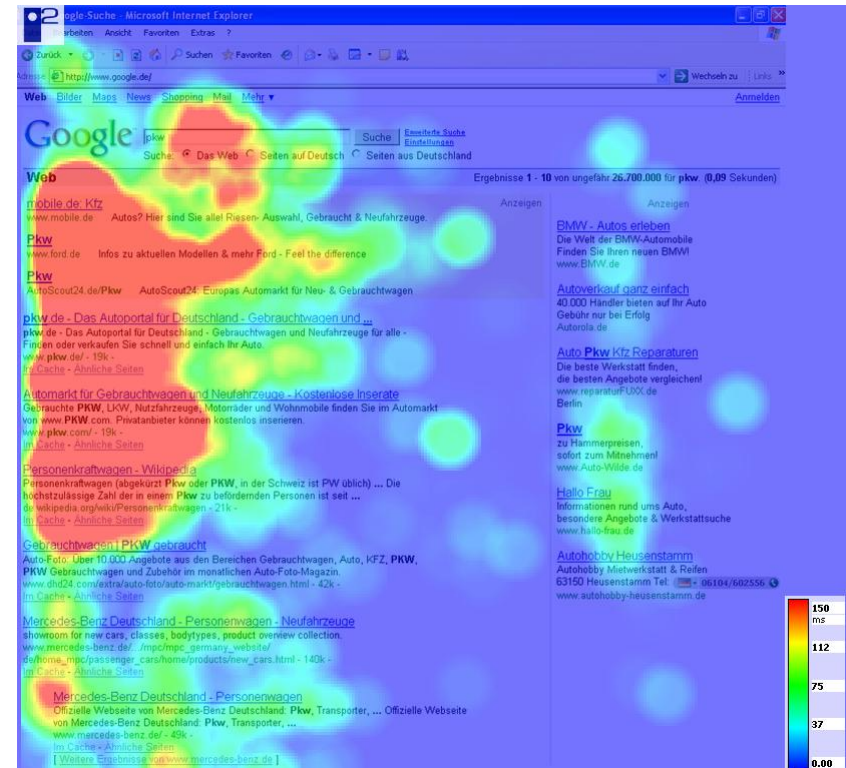 Google-Suche - Microsoft Internet Explorer
Bearbeiten Ansicht Favoriten Extras ?
Zurück Suchen Favoriten
Adresse http://www.google.de/ Wechseln zu Links »
Web Bilder Maps News Shopping Mail Mehr ▼ Anmelden
Google pkw Suche Erweiterte Suche
Einstellungen
Suche: Das Web Seiten auf Deutsch Seiten aus Deutschland
Web Ergebnisse 1 - 10 von ungefähr 26.700.000 für pkw. (0,09 Sekunden)
mobile.de: Kfz Anzeigen
www.mobile.de Autos? Hier sind Sie alle! Riesen- Auswahl, Gebraucht & Neufahrzeuge.
Pkw
www.ford.de Infos zu aktuellen Modellen & mehr Ford - Feel the difference
Pkw
AutoScout24.de/Pkw AutoScout24: Europas Automarkt für Neu- & Gebrauchtwagen
pkw.de - Das Autoportal für Deutschland - Gebrauchtwagen und ...
pkw.de - Das Autoportal für Deutschland - Gebrauchtwagen und Neufahrzeuge für alle -
Finden oder verkaufen Sie schnell und einfach Ihr Auto.
www.pkw.de/ - 19k -
Im Cache - Ähnliche Seiten
Automarkt für Gebrauchtwagen und Neufahrzeuge - Kostenlose Inserate
Gebrauchte PKW, LKW, Nutzfahrzeuge, Motorräder und Wohnmobile finden Sie im Automarkt
von www.PKW.com. Privatanbieter können kostenlos inserieren.
www.pkw.com/ - 19k -
Im Cache - Ähnliche Seiten
Personenkraftwagen - Wikipedia
Personenkraftwagen (abgekürzt Pkw oder PKW, in der Schweiz ist PW üblich) ... Die
höchstzulässige Zahl der in einem Pkw zu befördernden Personen ist seit ...
de.wikipedia.org/wiki/Personenkraftwagen - 21k -
Im Cache - Ähnliche Seiten
Gebrauchtwagen | PKW gebraucht
Auto-Foto: Über 10.000 Angebote aus den Bereichen Gebrauchtwagen, Auto, KFZ, PKW,
PKW Gebrauchtwagen und Zubehör im monatlichen Auto-Foto-Magazin.
www.dhd24.com/extra/auto-foto/auto-markt/gebrauchtwagen.html - 42k -
Im Cache - Ähnliche Seiten
Mercedes-Benz Deutschland - Personenwagen - Neufahrzeuge
showroom for new cars, classes, bodytypes, product overview collection.
www.mercedes-benz.de/.../mpc/mpc_germany_website/
de/home_mpc/passenger_cars/home/products/new_cars.html - 140k -
Im Cache - Ähnliche Seiten
Mercedes-Benz Deutschland - Personenwagen
Offizielle Webseite von Mercedes-Benz Deutschland: Pkw, Transporter, ... Offizielle Webseite
von Mercedes-Benz Deutschland: Pkw, Transporter, ...
www.mercedes-benz.de/ - 49k -
Im Cache - Ähnliche Seiten
[ Weitere Ergebnisse von www.mercedes-benz.de ]
Anzeigen
BMW - Autos erleben
Die Welt der BMW-Automobile
Finden Sie Ihren neuen BMW!
www.BMW.de
Autoverkauf ganz einfach
40.000 Händler bieten auf Ihr Auto
Gebühr nur bei Erfolg
Autorola.de
Auto Pkw Kfz Reparaturen
Die beste Werkstatt finden,
die besten Angebote vergleichen!
www.reparaturFUXX.de
Berlin
Pkw
zu Hammerpreisen,
sofort zum Mitnehmen!
www.Auto-Wilde.de
Hallo Frau
Informationen rund ums Auto,
besondere Angebote & Werkstattsuche
www.hallo-frau.de
Autohobby Heusenstamm
Autohobby Mietwerkstatt & Reifen
63150 Heusenstamm Tel: 06104/602556
www.autohobby-heusenstamm.de
150
ms
112
75
37
0.00